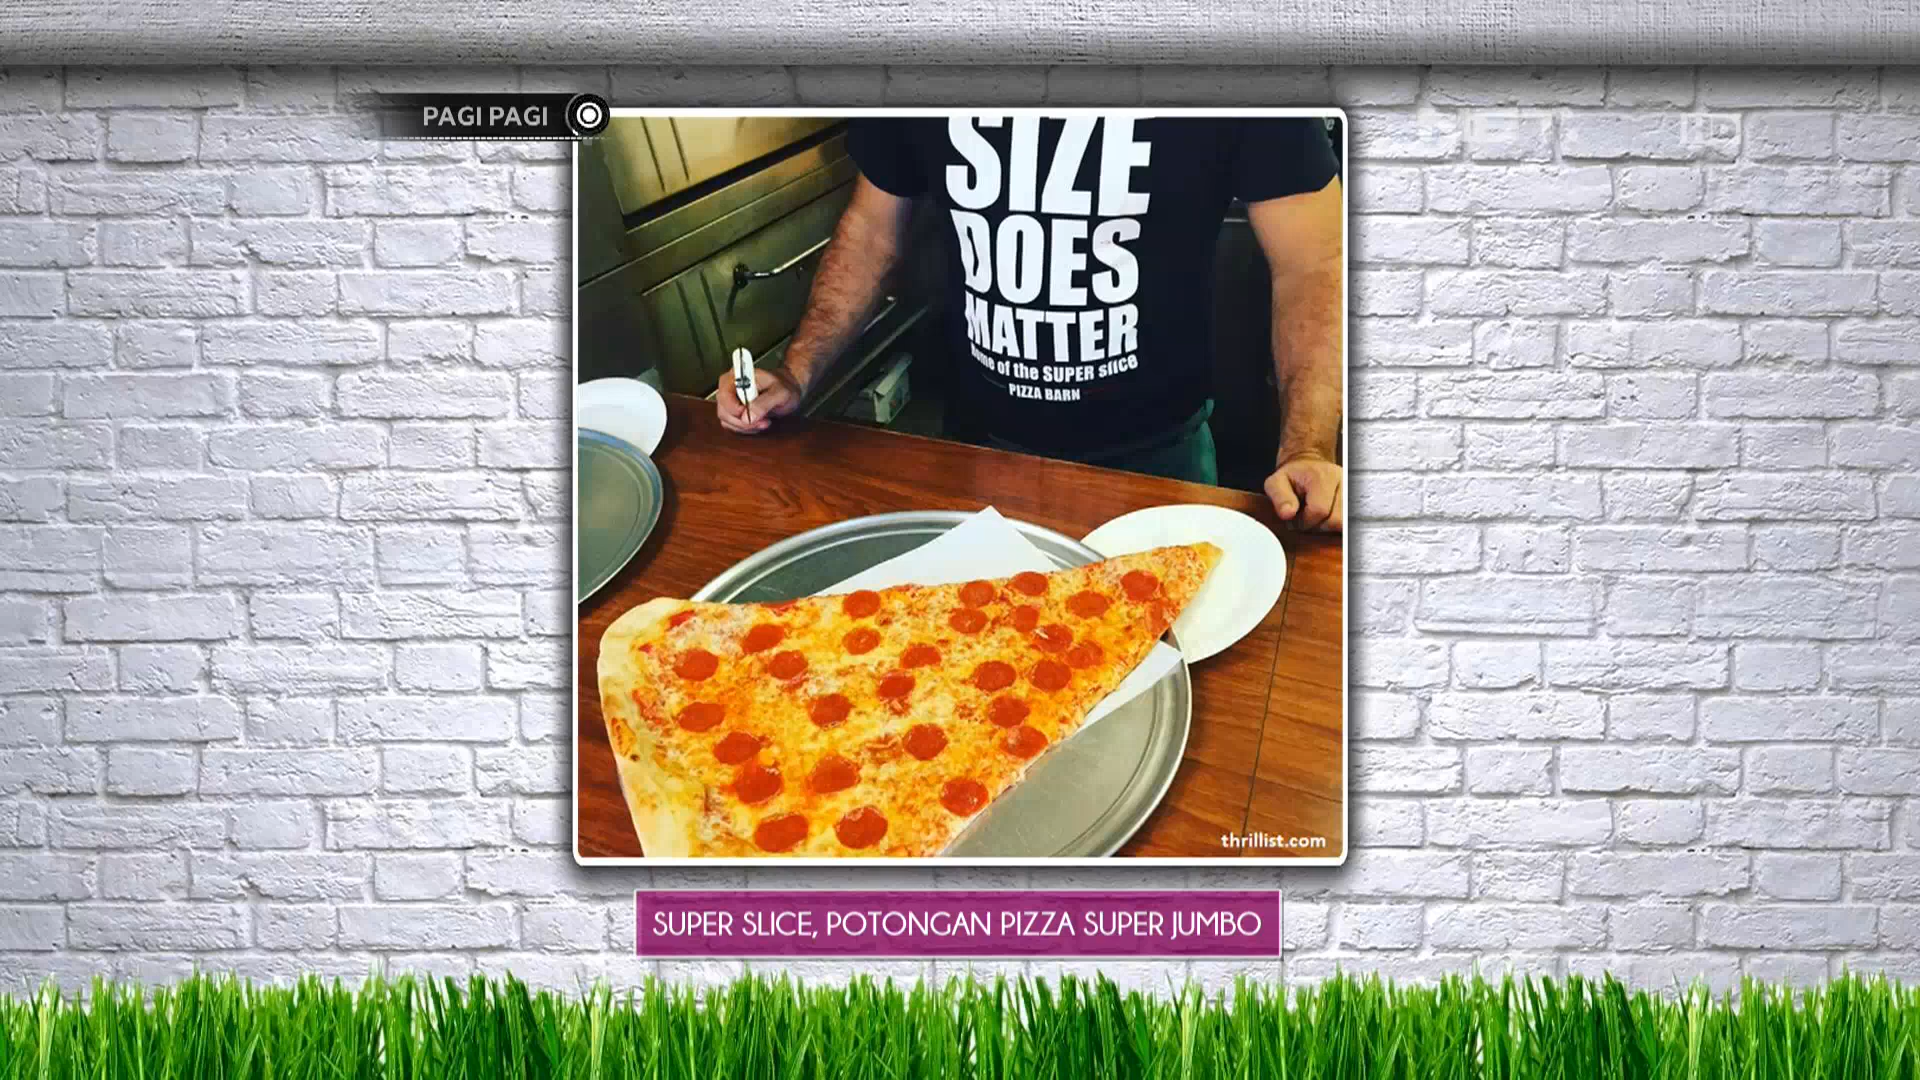 PAGI PAGI
SIZE
DOES
MATTER
Home of the SUPER slice
PIZZA BARN
thrillist.com
SUPER SLICE, POTONGAN PIZZA SUPER JUMBO